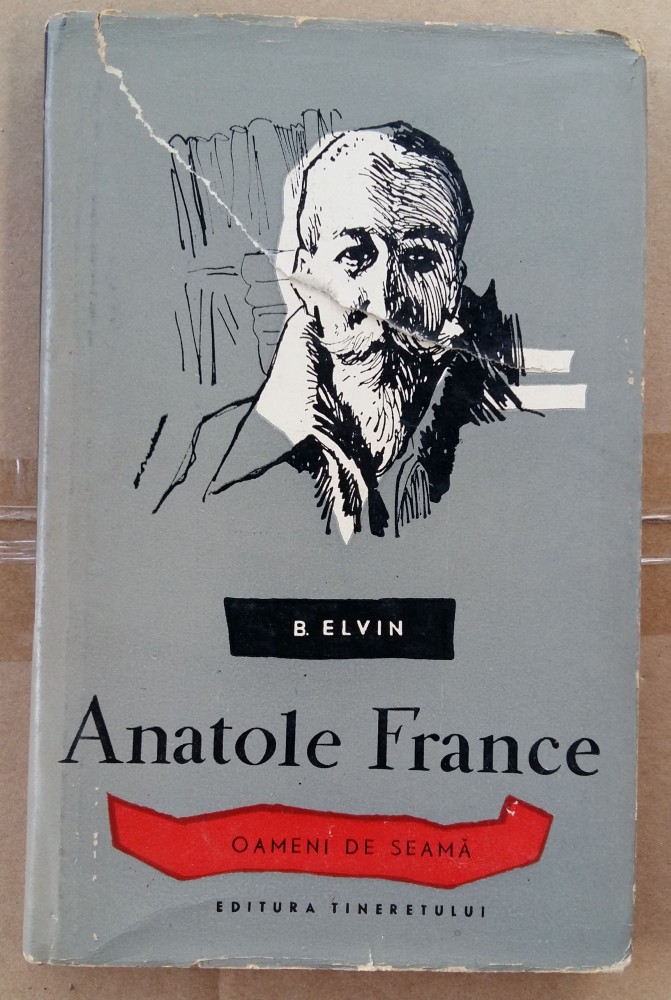 B. ELVIN
Anatole France
OAMENI DE SEAMĂ
EDITURA TINERETULUI